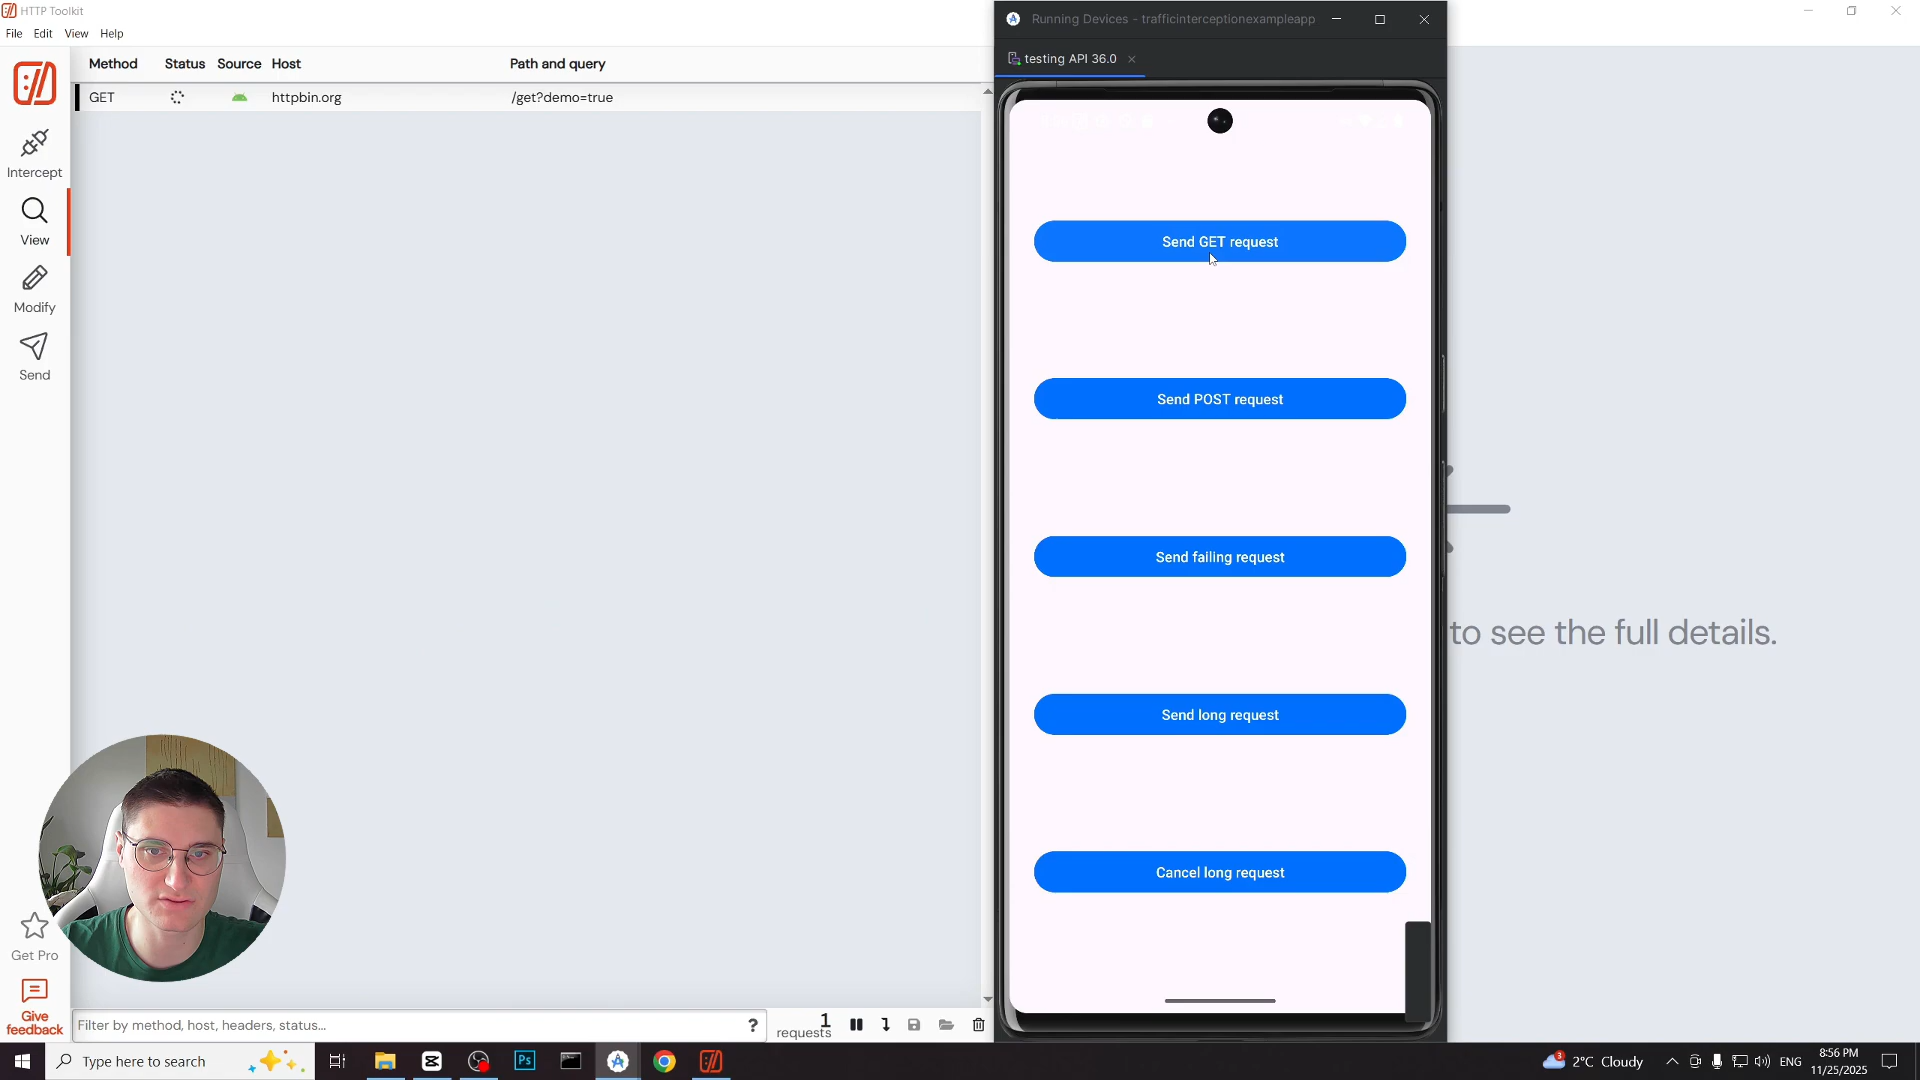 HTTP Toolkit
File Edit View Help
Method Status Source Host Path and query
GET httpbin.org /get?demo=true
Intercept
View
Modify
Send
Get Pro
Give
feedback
Filter by method, host, headers, status...
?
1
requests
Running Devices - trafficinterceptionexampleapp
testing API 36.0
Send GET request
Send POST request
Send failing request
Send long request
Cancel long request
to see the full details.
Type here to search
Ps
3
2°C Cloudy
ENG
8:56 PM
11/25/2025